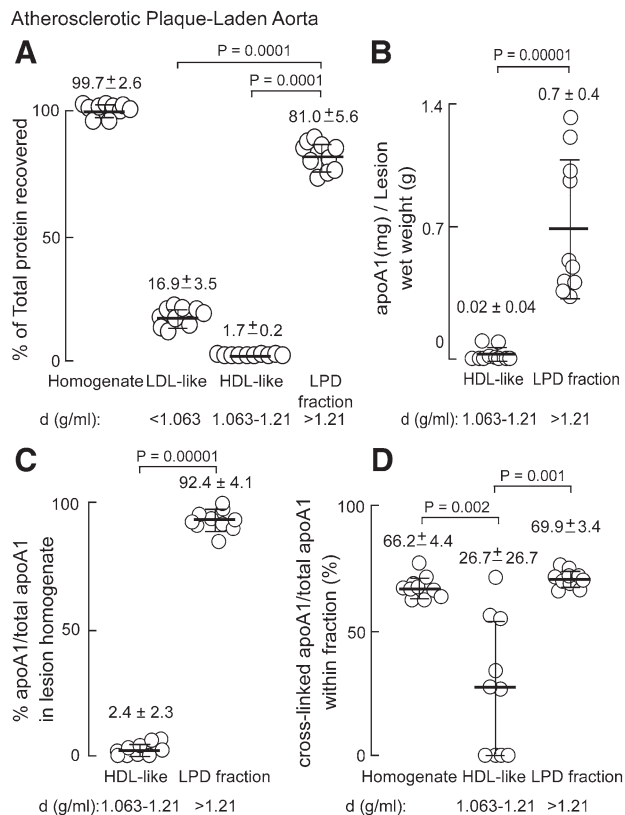 Atherosclerotic Plaque-Laden Aorta
A
P = 0.0001
P = 0.0001
99.7±2.6
81.0±5.6
16.9±3.5
1.7±0.2
100
50
0
% of Total protein recovered
Homogenate LDL-like HDL-like LPD
fraction
d (g/ml): <1.063 1.063-1.21 >1.21
B
P = 0.00001
0.7 ± 0.4
0.02 ± 0.04
1.4
0.7
0
apoA1(mg) / Lesion
wet weight (g)
HDL-like LPD fraction
d (g/ml): 1.063-1.21 >1.21
C
P = 0.00001
92.4 ± 4.1
2.4 ± 2.3
100
50
0
% apoA1/total apoA1
in lesion homogenate
HDL-like LPD fraction
d (g/ml):1.063-1.21 >1.21
D
P = 0.001
P = 0.002
66.2± 4.4
26.7± 26.7
69.9±3.4
100
50
0
cross-linked apoA1/total apoA1
within fraction (%)
Homogenate HDL-like LPD fraction
d (g/ml): 1.063-1.21 >1.21